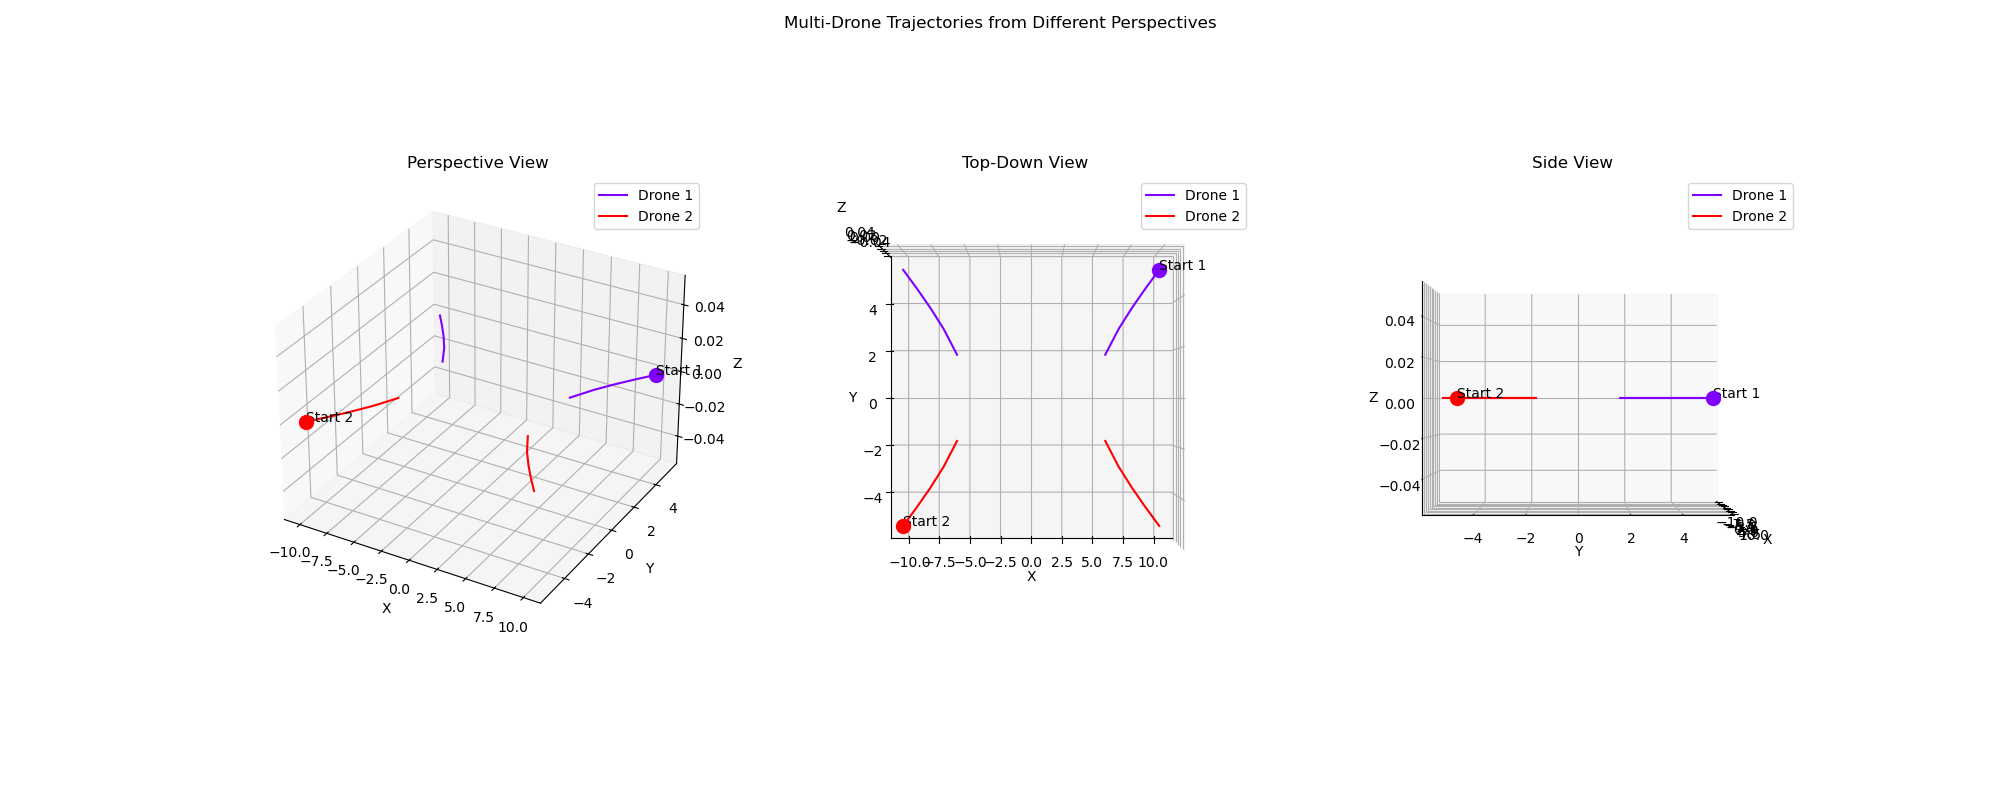 Multi-Drone Trajectories from Different Perspectives
Perspective View
Drone 1
Drone 2
Start 1
Start 2
0.04
0.02
0.00
−0.02
−0.04
Z
−10.0
−7.5
−5.0
−2.5
0.0
2.5
5.0
7.5
10.0
X
−4
−2
0
2
4
Y
Top-Down View
Drone 1
Drone 2
Z
0.04
Start 1
Start 2
4
2
0
−2
−4
Y
−10.0
−7.5
−5.0
−2.5
0.0
2.5
5.0
7.5
10.0
X
Side View
Drone 1
Drone 2
Start 2
Start 1
0.04
0.02
0.00
−0.02
−0.04
Z
−4
−2
0
2
4
Y
−10.0
X